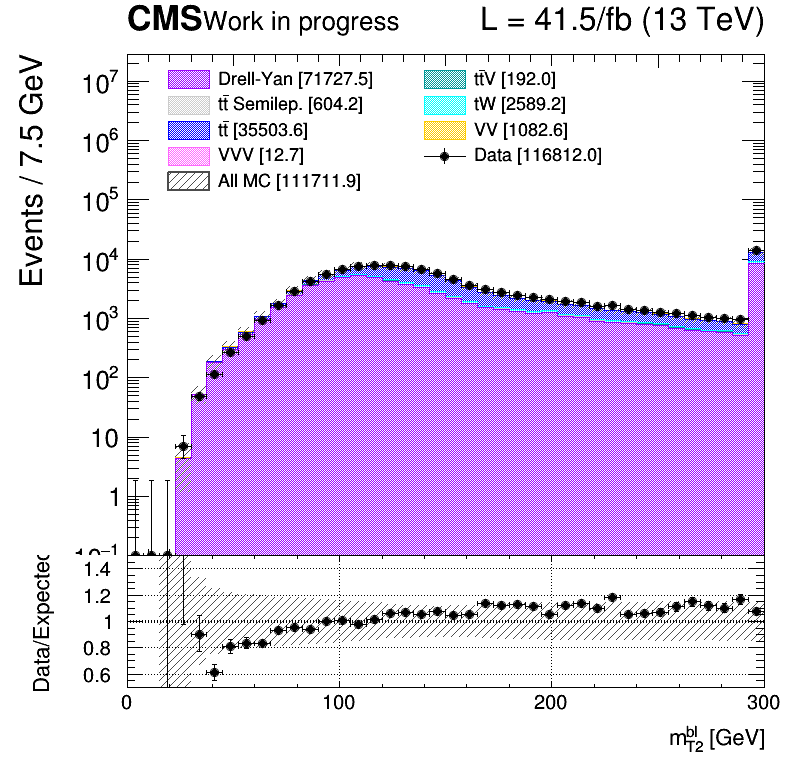 CMS Work in progress L = 41.5/fb (13 TeV)
Events / 7.5 GeV
Drell-Yan [71727.5]
tt̄ Semilep. [604.2]
tt̄ [35503.6]
VVV [12.7]
All MC [111711.9]
tt̄V [192.0]
tW [2589.2]
VV [1082.6]
Data [116812.0]
10⁷
10⁶
10⁵
10⁴
10³
10²
10
1
10⁻¹
Data/Expected
1.4
1.2
1
0.8
0.6
0 100 200 300
m_{T2}^{bl} [GeV]